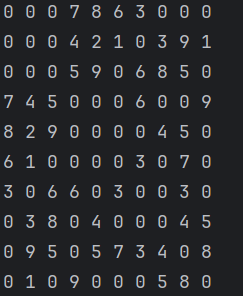 0 0 0 7 8 6 3 0 0 0
0 0 0 4 2 1 0 3 9 1
0 0 0 5 9 0 6 8 5 0
7 4 5 0 0 0 6 0 0 9
8 2 9 0 0 0 0 4 5 0
6 1 0 0 0 0 3 0 7 0
3 0 6 6 0 3 0 0 3 0
0 3 8 0 4 0 0 0 4 5
0 9 5 0 5 7 3 4 0 8
0 1 0 9 0 0 0 5 8 0